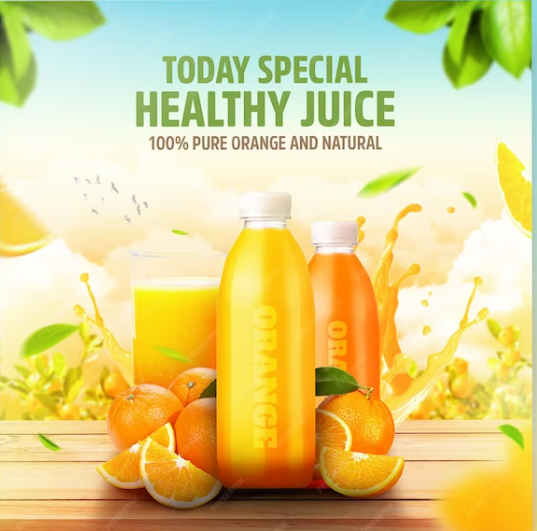 TODAY SPECIAL
HEALTHY JUICE
100% PURE ORANGE AND NATURAL
ORANGE
ORA